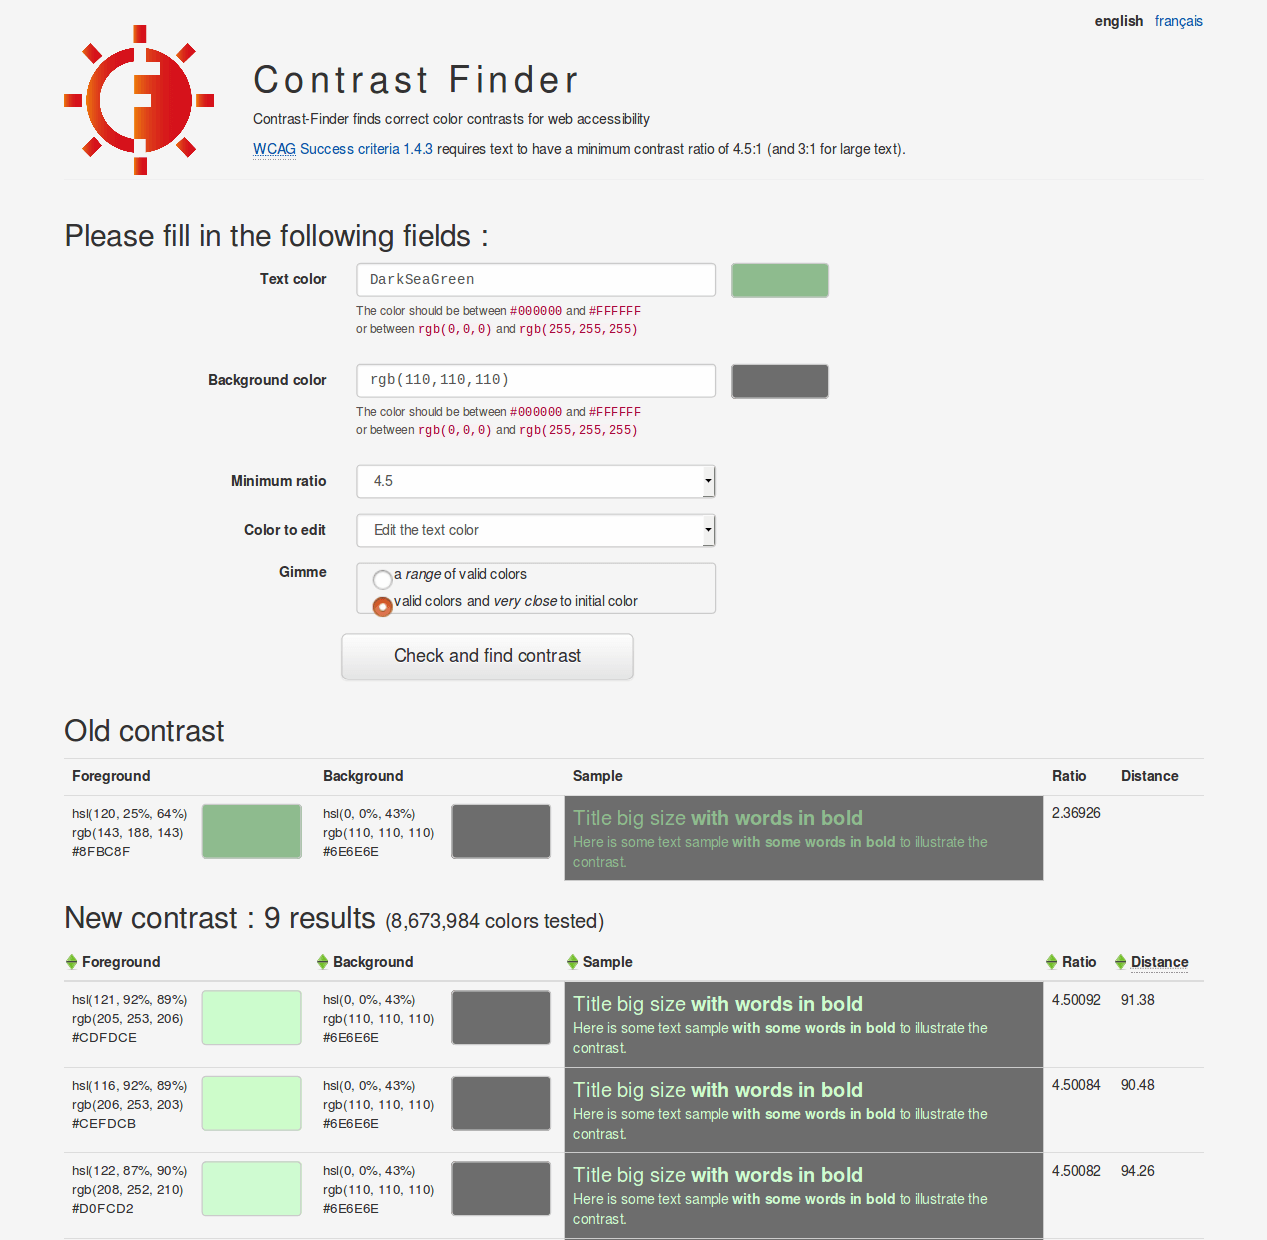 english français
Contrast Finder
Contrast-Finder finds correct color contrasts for web accessibility
WCAG Success criteria 1.4.3 requires text to have a minimum contrast ratio of 4.5:1 (and 3:1 for large text).
Please fill in the following fields :
Text color DarkSeaGreen
The color should be between #000000 and #FFFFFF
or between rgb(0,0,0) and rgb(255,255,255)
Background color rgb(110,110,110)
The color should be between #000000 and #FFFFFF
or between rgb(0,0,0) and rgb(255,255,255)
Minimum ratio 4.5
Color to edit Edit the text color
Gimme a range of valid colors
valid colors and very close to initial color
Check and find contrast
Old contrast
Foreground Background Sample Ratio Distance
hsl(120, 25%, 64%) hsl(0, 0%, 43%) Title big size with words in bold 2.36926
rgb(143, 188, 143) rgb(110, 110, 110) Here is some text sample with some words in bold to illustrate the
#8FBC8F #6E6E6E contrast.
New contrast : 9 results (8,673,984 colors tested)
Foreground Background Sample Ratio Distance
hsl(121, 92%, 89%) hsl(0, 0%, 43%) Title big size with words in bold 4.50092 91.38
rgb(205, 253, 206) rgb(110, 110, 110) Here is some text sample with some words in bold to illustrate the
#CDFDCE #6E6E6E contrast.
hsl(116, 92%, 89%) hsl(0, 0%, 43%) Title big size with words in bold 4.50084 90.48
rgb(206, 253, 203) rgb(110, 110, 110) Here is some text sample with some words in bold to illustrate the
#CEFDCB #6E6E6E contrast.
hsl(122, 87%, 90%) hsl(0, 0%, 43%) Title big size with words in bold 4.50082 94.26
rgb(208, 252, 210) rgb(110, 110, 110) Here is some text sample with some words in bold to illustrate the
#D0FCD2 #6E6E6E contrast.